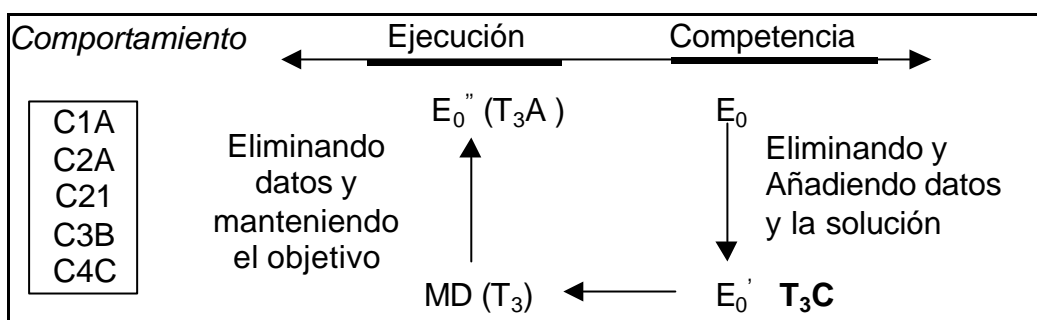 Comportamiento Ejecución Competencia
C1A
C2A
C21
C3B
C4C
Eliminando
datos y
manteniendo
el objetivo
E0” (T3A )
MD (T3)
E0
Eliminando y
Añadiendo datos
y la solución
E0’ T3C